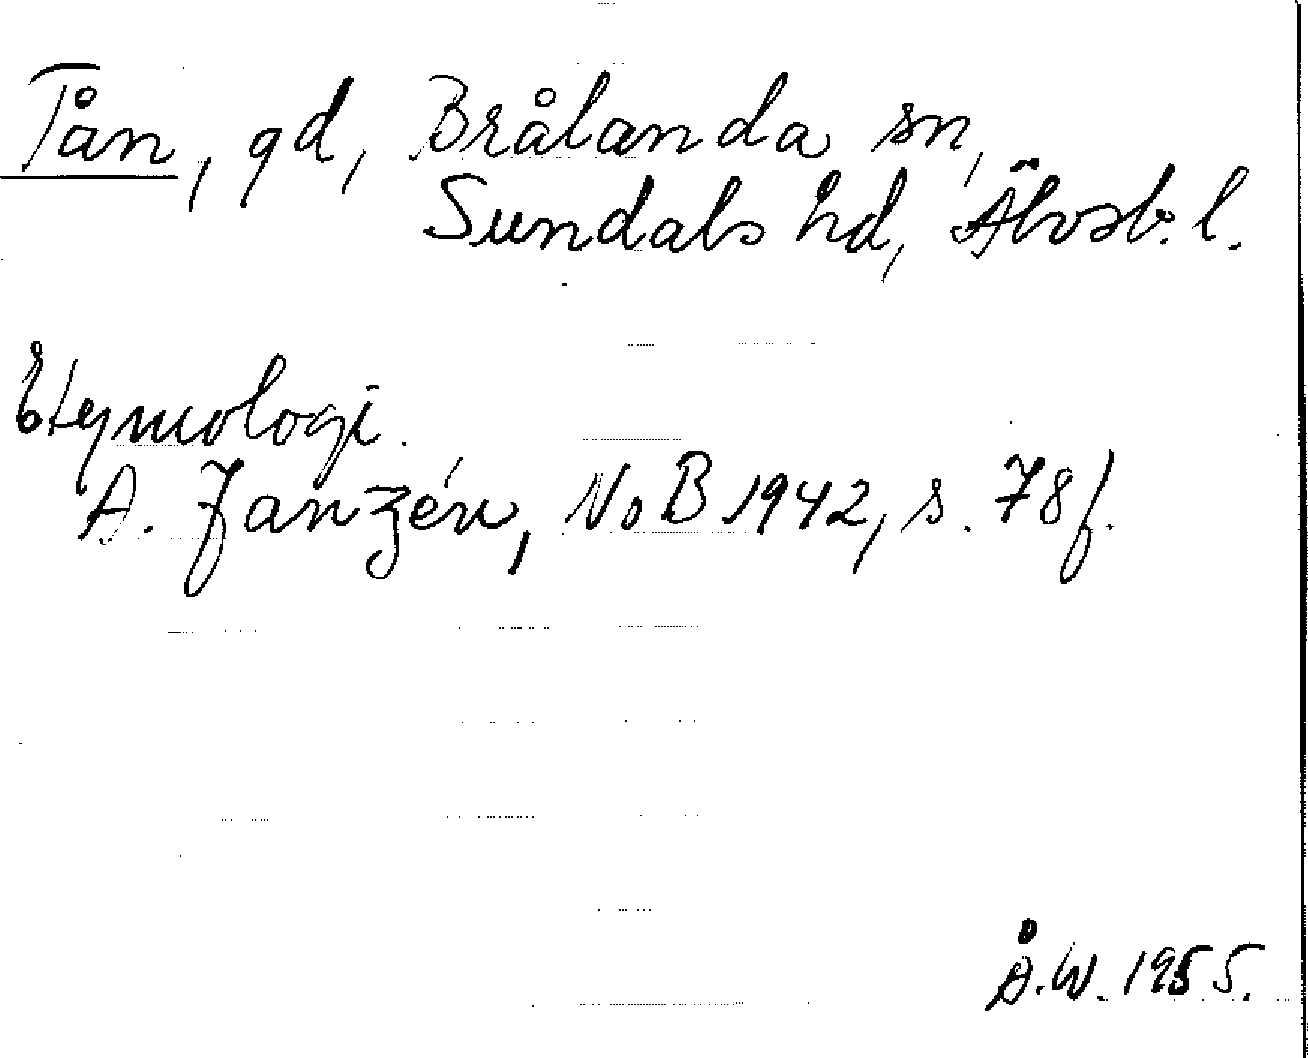 Tån, gd, Brålanda sn,
Sundals hd, Älvsb. l.
Etymologi.
A. Janzén, NoB 1942, s. 78 f.
Å.W. 1955.